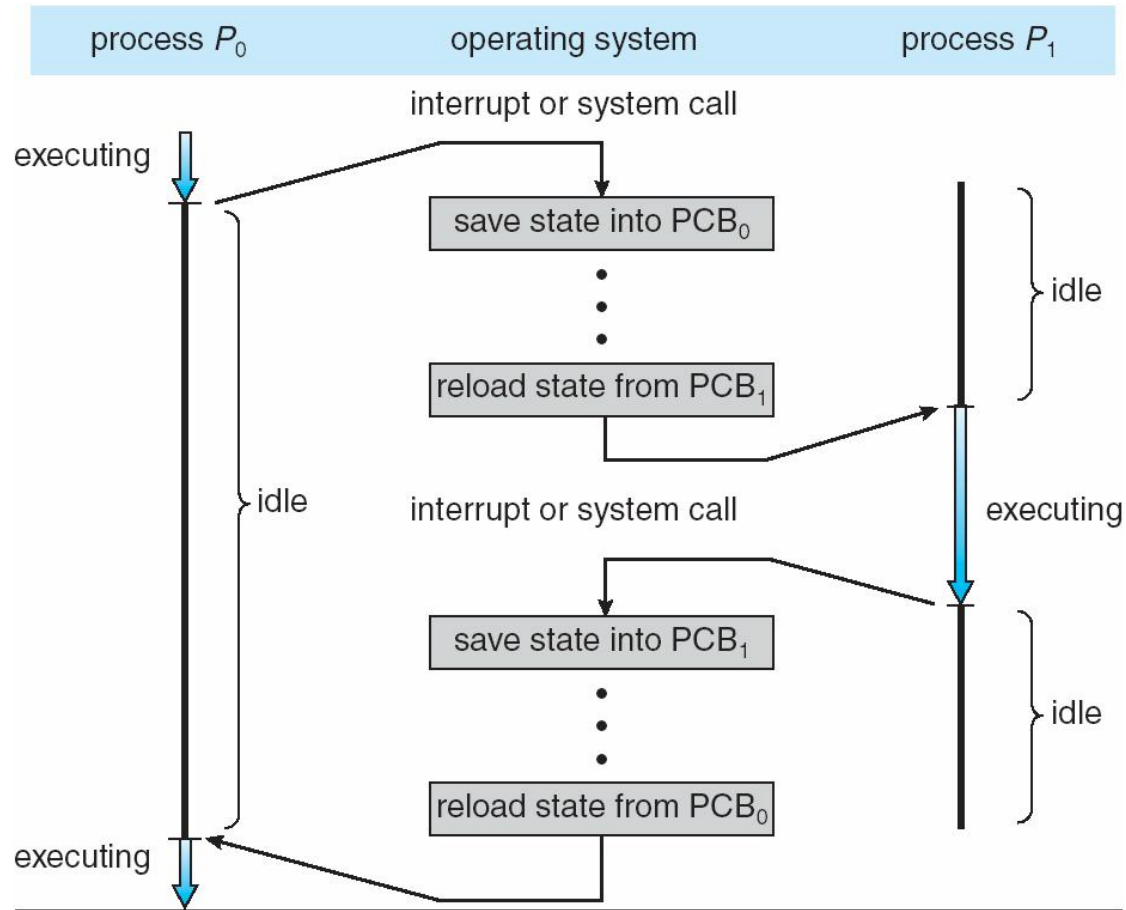 process P₀ operating system process P₁
interrupt or system call
executing
save state into PCB₀
idle
reload state from PCB₁
idle
interrupt or system call
executing
save state into PCB₁
idle
reload state from PCB₀
executing